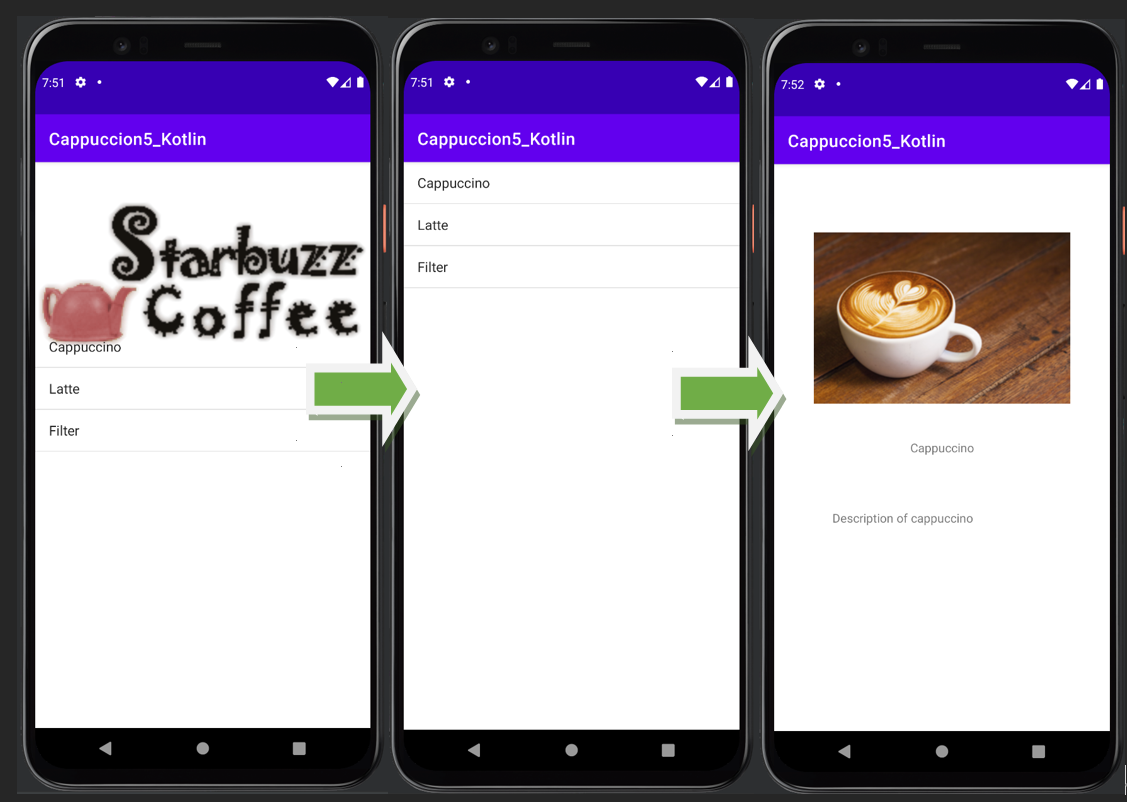 7:51
Cappuccion5_Kotlin
Starbuzz
Coffee
Cappuccino
Latte
Filter
7:51
Cappuccion5_Kotlin
Cappuccino
Latte
Filter
7:52
Cappuccion5_Kotlin
Cappuccino
Description of cappuccino